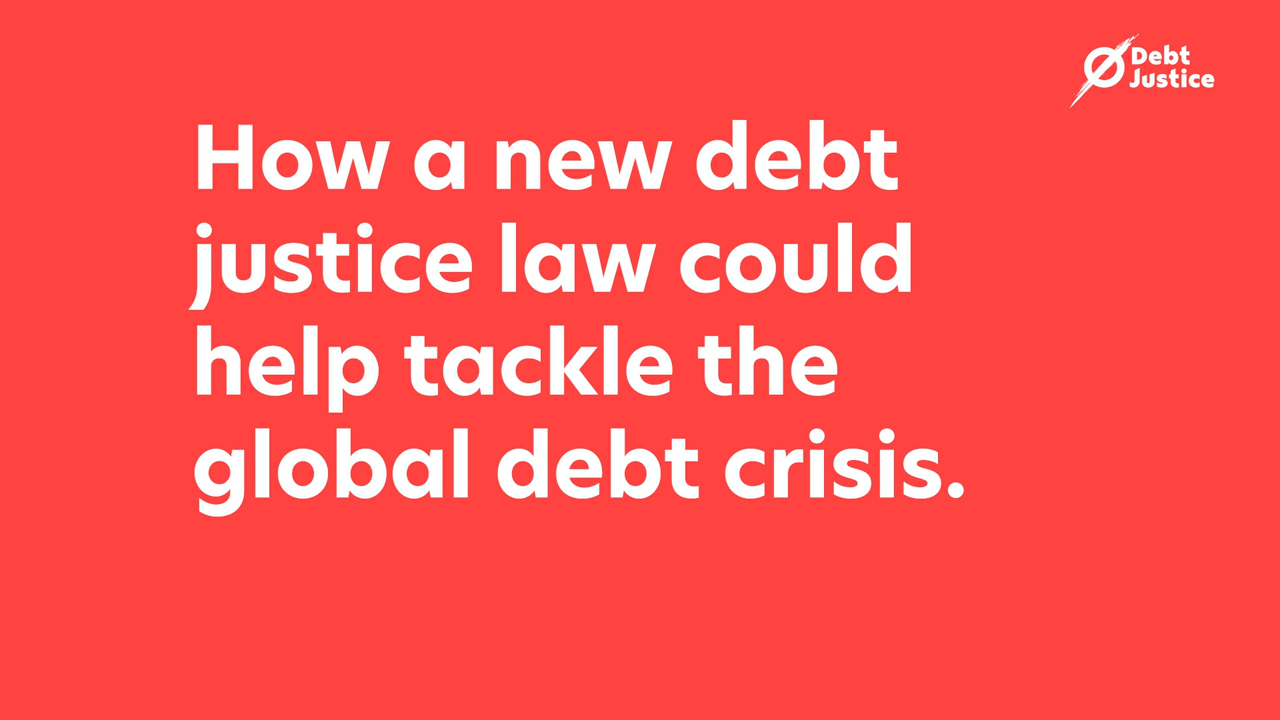 Debt
Justice
How a new debt
justice law could
help tackle the
global debt crisis.